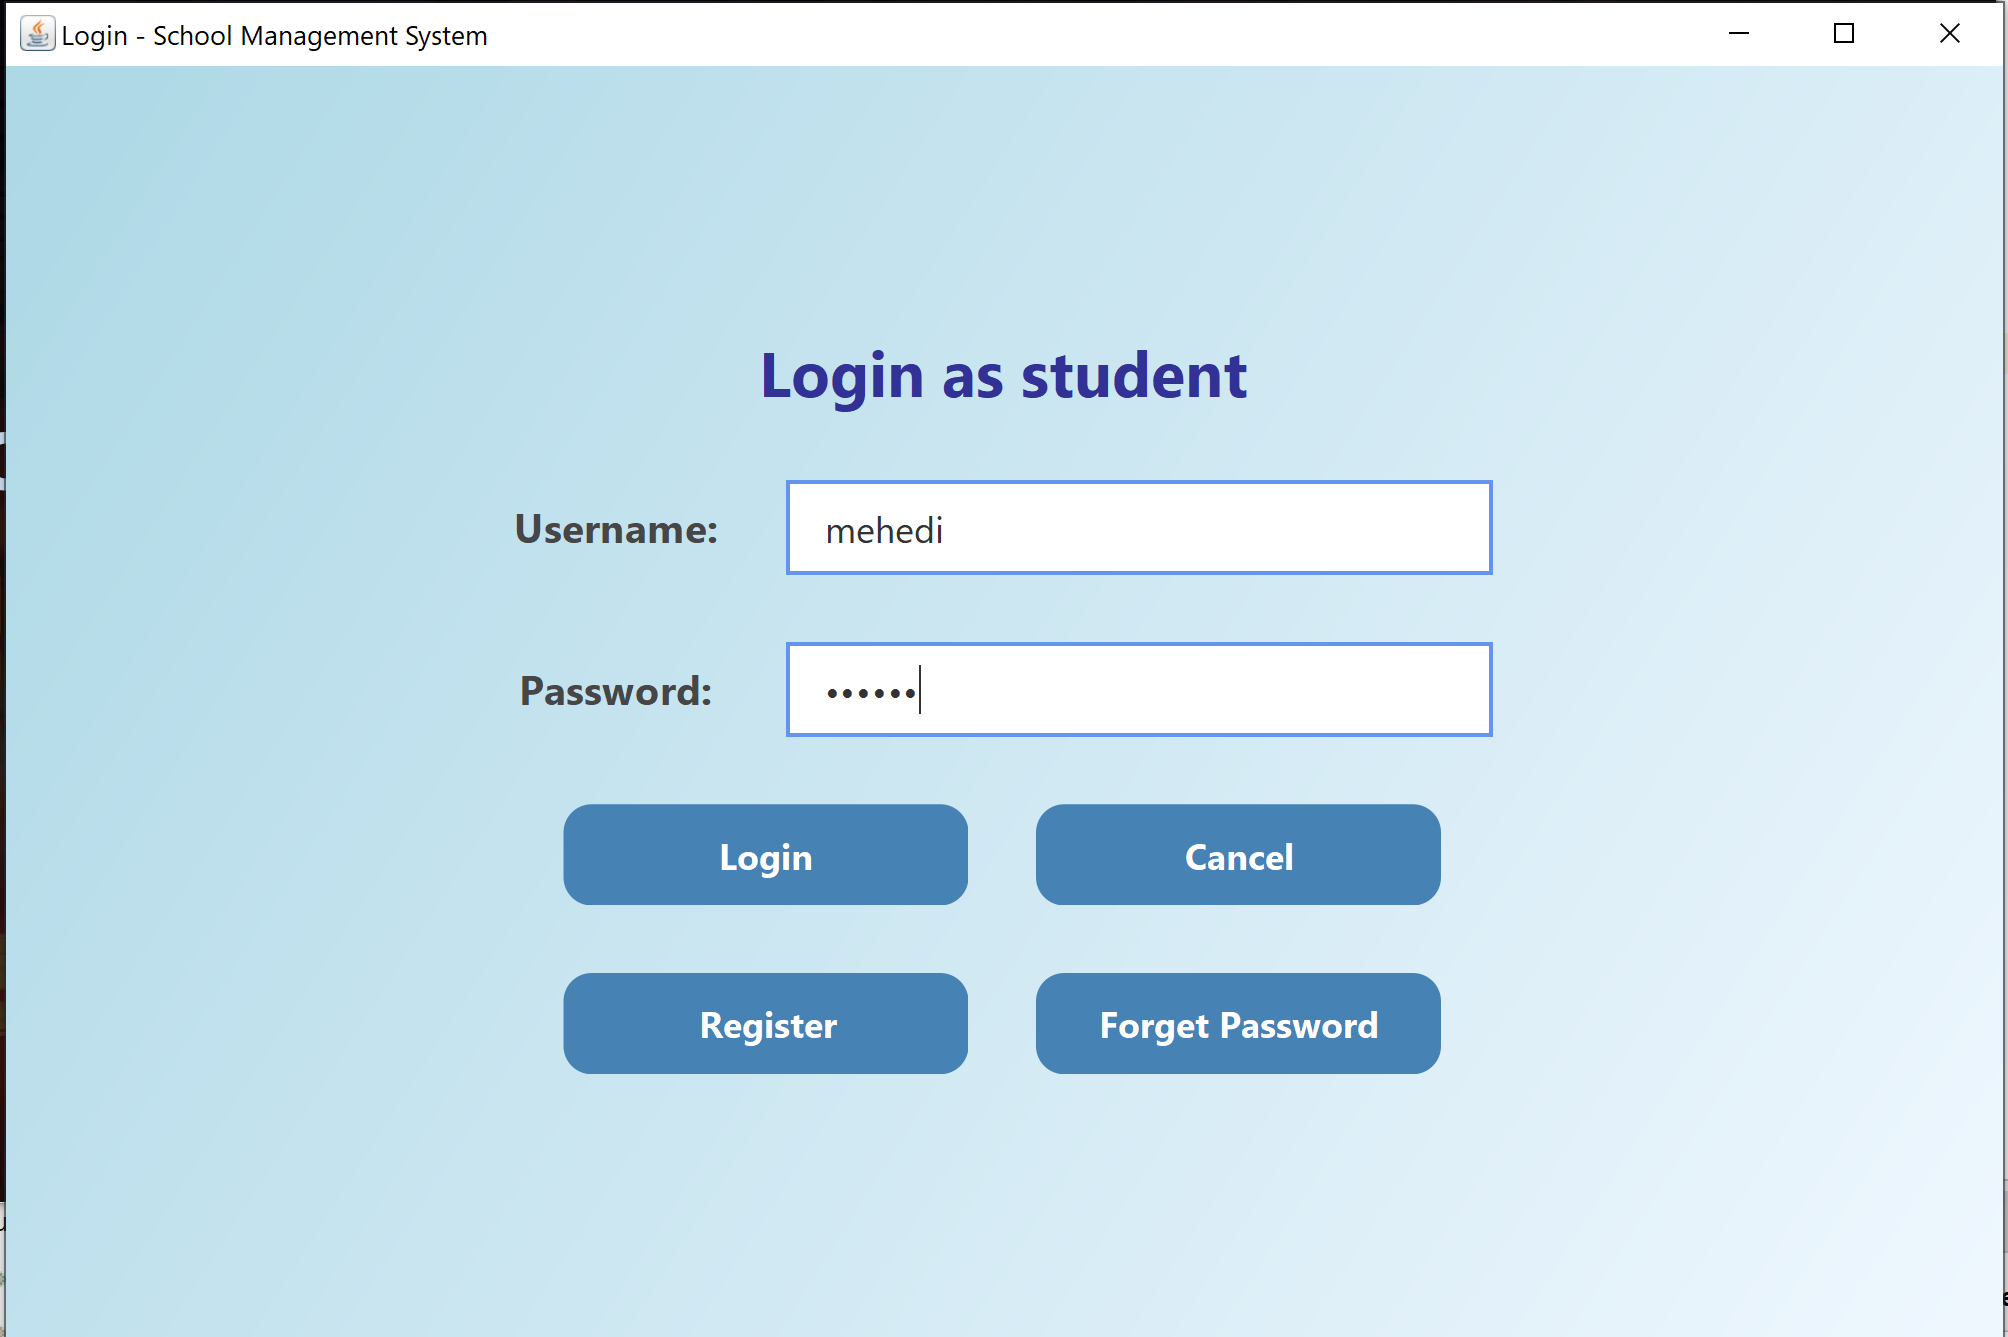 Login - School Management System
Login as student
Username:
mehedi
Password:
••••••
Login
Cancel
Register
Forget Password